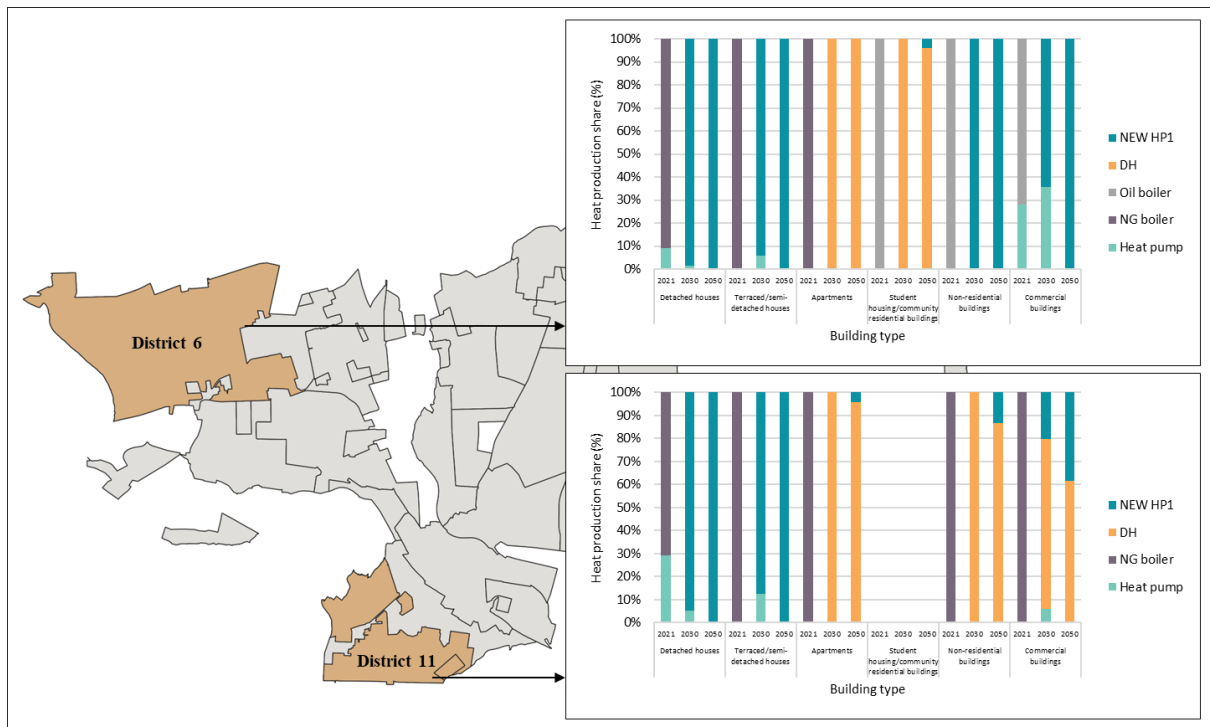 100%
90%
80%
70%
60%
50%
40%
30%
20%
10%
0%
Heat production share (%)
2021 2030 2050 2021 2030 2050 2021 2030 2050 2021 2030 2050 2021 2030 2050 2021 2030 2050
Detached houses
Terraced/semi-
detached houses
Apartments
Student
housing/community
residential buildings
Non-residential
buildings
Commercial
buildings
Building type
NEW HP1
DH
Oil boiler
NG boiler
Heat pump
District 6
100%
90%
80%
70%
60%
50%
40%
30%
20%
10%
0%
Heat production share (%)
2021 2030 2050 2021 2030 2050 2021 2030 2050 2021 2030 2050 2021 2030 2050 2021 2030 2050
Detached houses
Terraced/semi-
detached houses
Apartments
Student
housing/community
residential buildings
Non-residential
buildings
Commercial
buildings
Building type
NEW HP1
DH
NG boiler
Heat pump
District 11